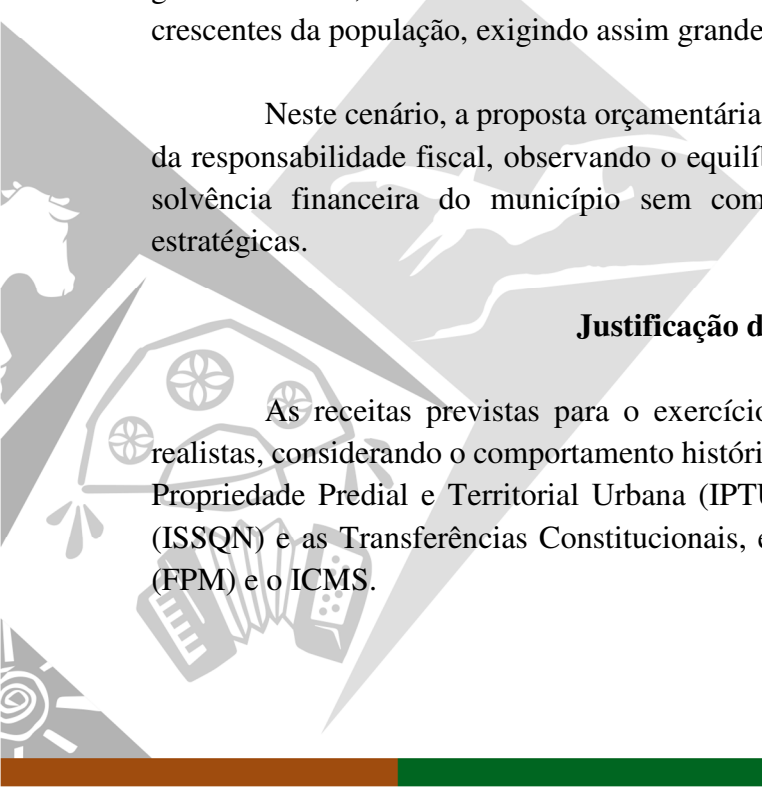 crescentes da população, exigindo assim grande
Neste cenário, a proposta orçamentária
da responsabilidade fiscal, observando o equilí
solvência financeira do município sem com
estratégicas.
Justificação d
As receitas previstas para o exercício
realistas, considerando o comportamento históri
Propriedade Predial e Territorial Urbana (IPTU
(ISSQN) e as Transferências Constitucionais, e
(FPM) e o ICMS.